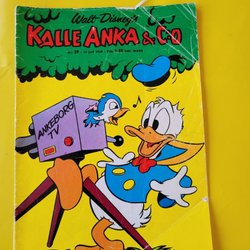 Walt Disney's
KALLE ANKA & C:O
ANKEBORG
TV